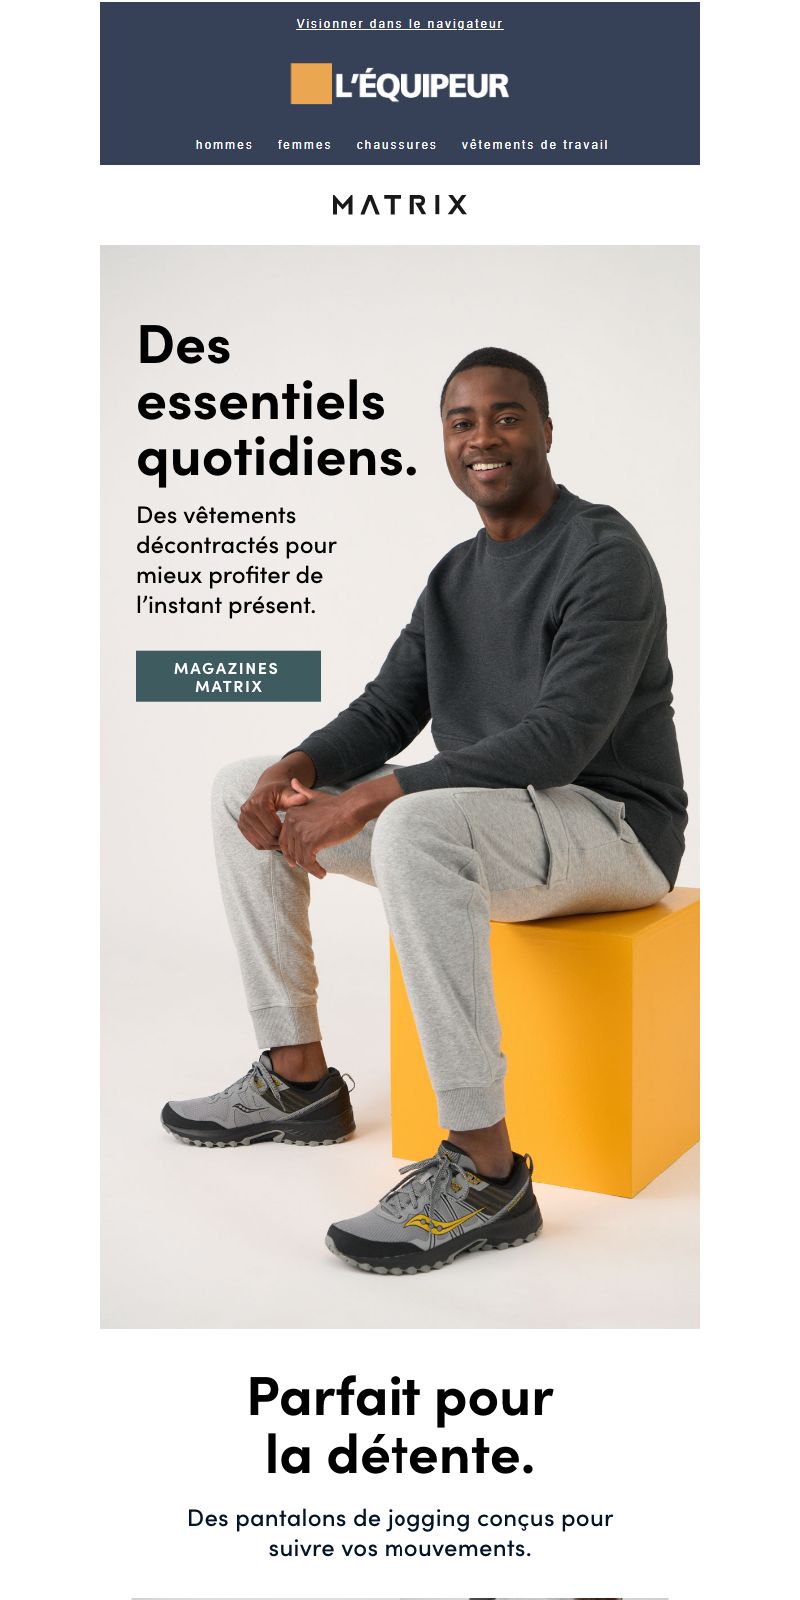 Visionner dans le navigateur
L'ÉQUIPEUR
hommes femmes chaussures vêtements de travail
MATRIX
Des
essentiels
quotidiens.
Des vêtements
décontractés pour
mieux profiter de
l'instant présent.
MAGAZINES
MATRIX
Parfait pour
la détente.
Des pantalons de jogging conçus pour
suivre vos mouvements.